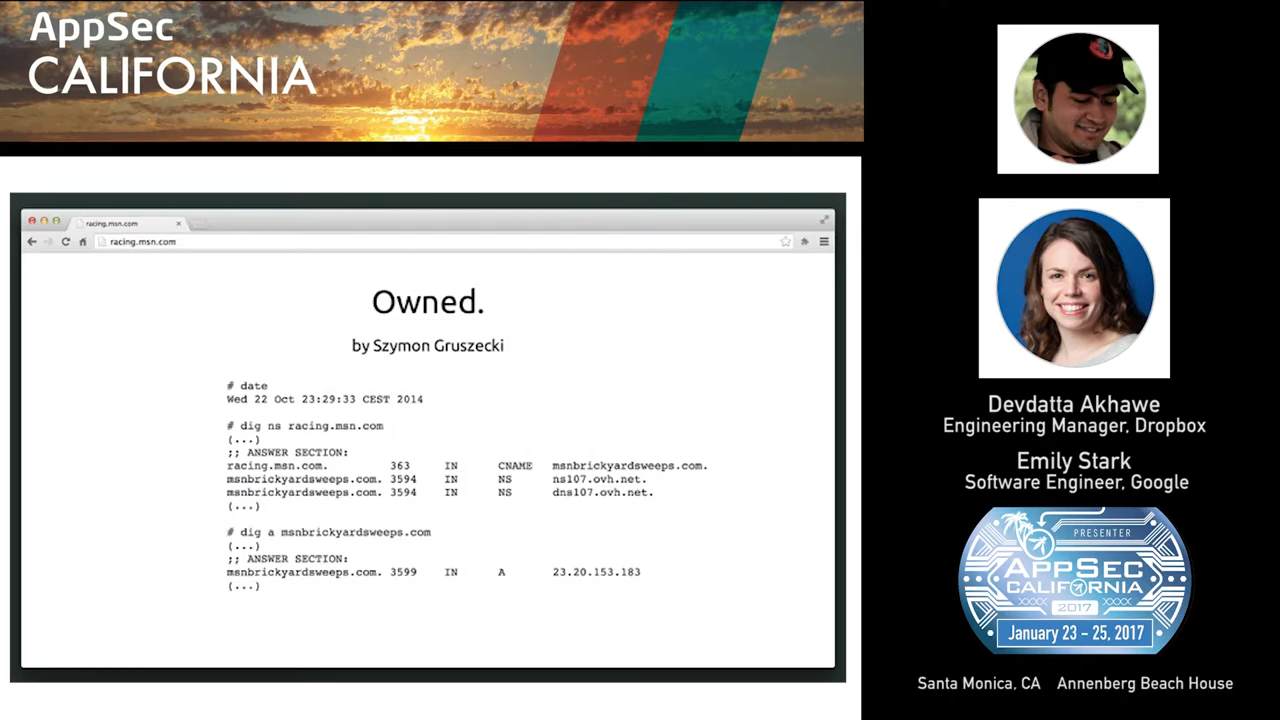 AppSec
CALIFORNIA
racing.msn.com
racing.msn.com
Owned.
by Szymon Gruszecki
# date
Wed 22 Oct 23:29:33 CEST 2014
# dig ns racing.msn.com
(...)
;; ANSWER SECTION:
racing.msn.com. 363 IN CNAME msnbrickyardsweeps.com.
msnbrickyardsweeps.com. 3594 IN NS ns107.ovh.net.
msnbrickyardsweeps.com. 3594 IN NS dns107.ovh.net.
(...)
# dig a msnbrickyardsweeps.com
(...)
;; ANSWER SECTION:
msnbrickyardsweeps.com. 3599 IN A 23.20.153.183
(...)
Devdatta Akhawe
Engineering Manager, Dropbox
Emily Stark
Software Engineer, Google
PRESENTER
APPSEC
CALIFORNIA
2017
January 23 – 25, 2017
Santa Monica, CA Annenberg Beach House